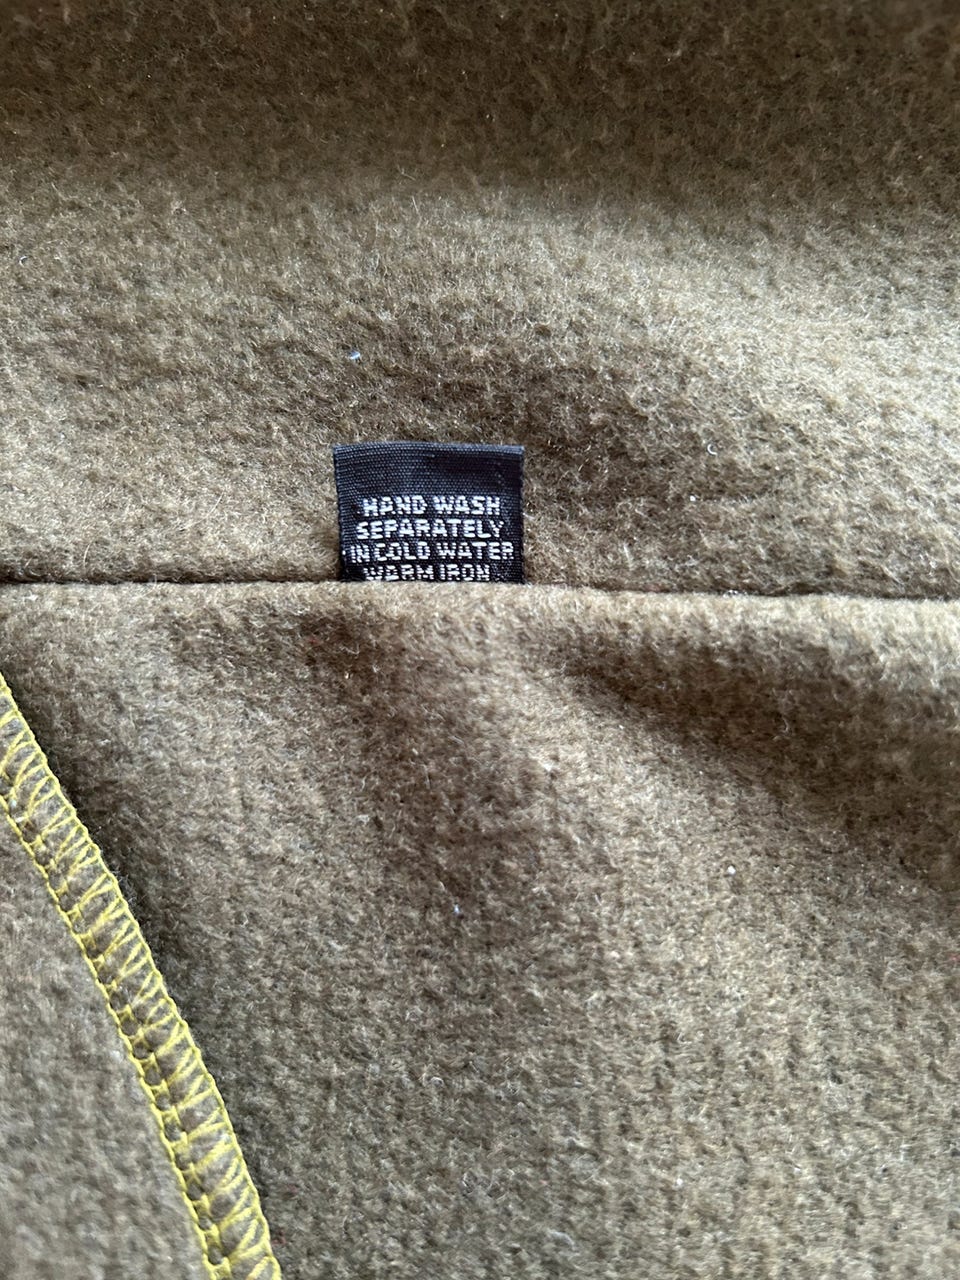 HAND WASH
SEPARATELY
IN COLD WATER
WARM IRON